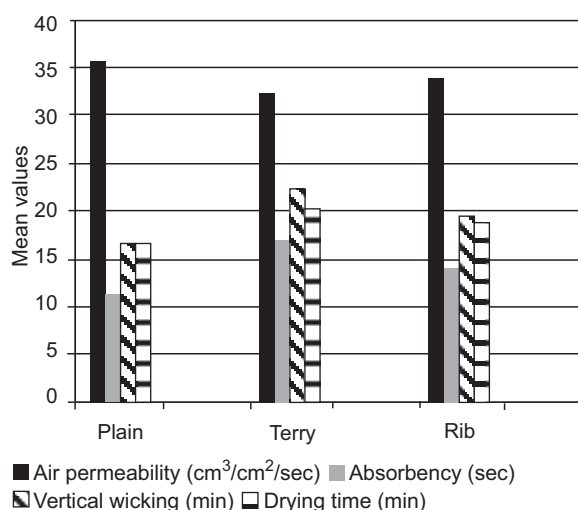 40
35
30
25
20
15
10
5
0
Mean values
Plain Terry Rib
Air permeability (cm³/cm²/sec) Absorbency (sec)
Vertical wicking (min) Drying time (min)